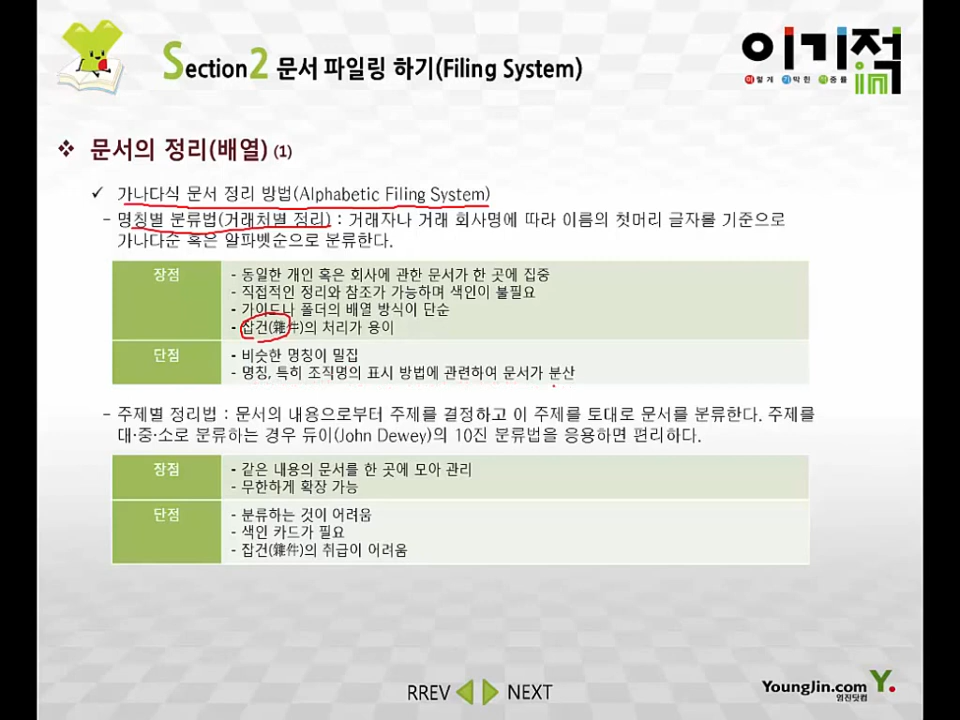 Section2 문서 파일링 하기(Filing System)
이기적in
이렇게 기막힌 적중률
❖ 문서의 정리(배열) (1)
✓ 가나다식 문서 정리 방법(Alphabetic Filing System)
- 명칭별 분류법(거래처별 정리) : 거래자나 거래 회사명에 따라 이름의 첫머리 글자를 기준으로
가나다순 혹은 알파벳순으로 분류한다.
장점
- 동일한 개인 혹은 회사에 관한 문서가 한 곳에 집중
- 직접적인 정리와 참조가 가능하며 색인이 불필요
- 가이드나 폴더의 배열 방식이 단순
- 잡건(雜件)의 처리가 용이
단점
- 비슷한 명칭이 밀집
- 명칭, 특히 조직명의 표시 방법에 관련하여 문서가 분산
- 주제별 정리법 : 문서의 내용으로부터 주제를 결정하고 이 주제를 토대로 문서를 분류한다. 주제를
대·중·소로 분류하는 경우 듀이(John Dewey)의 10진 분류법을 응용하면 편리하다.
장점
- 같은 내용의 문서를 한 곳에 모아 관리
- 무한하게 확장 가능
단점
- 분류하는 것이 어려움
- 색인 카드가 필요
- 잡건(雜件)의 취급이 어려움
RREV NEXT
YoungJin.com Y.
영진닷컴